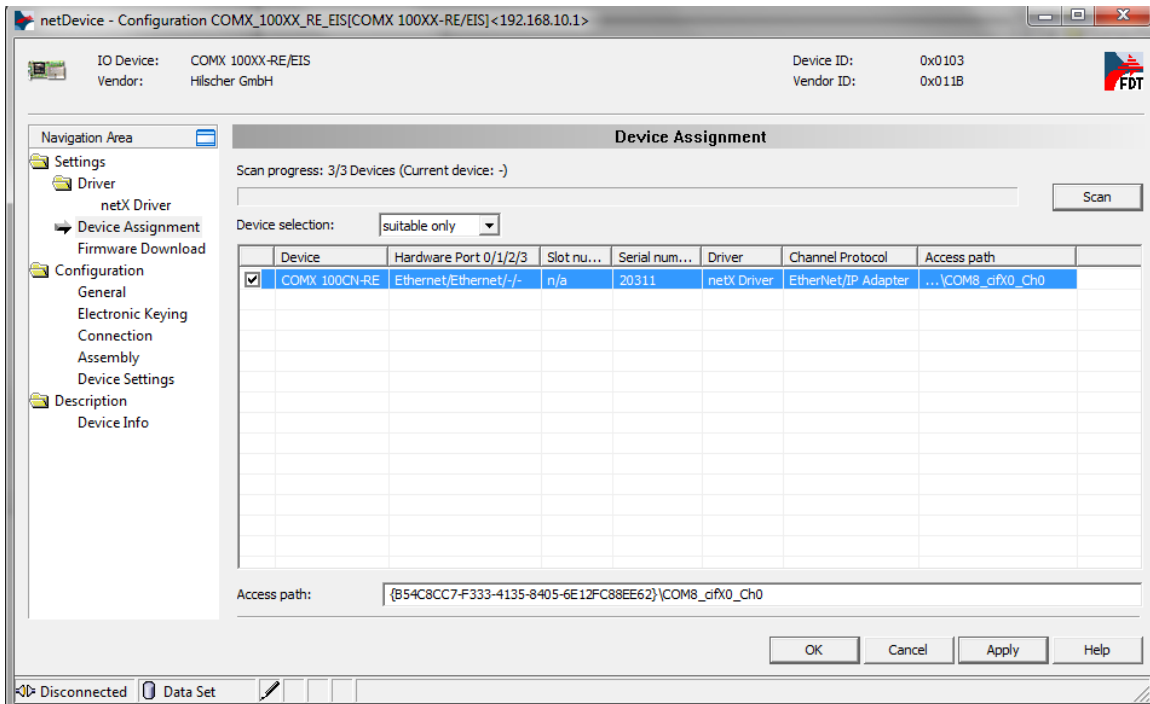 netDevice - Configuration COMX_100XX_RE_EIS[COMX 100XX-RE/EIS]<192.168.10.1>
IO Device: COMX 100XX-RE/EIS Device ID: 0x0103
Vendor: Hilscher GmbH Vendor ID: 0x011B
FDT
Navigation Area
Settings
Driver
netX Driver
Device Assignment
Firmware Download
Configuration
General
Electronic Keying
Connection
Assembly
Device Settings
Description
Device Info
Device Assignment
Scan progress: 3/3 Devices (Current device: -)
Scan
Device selection: suitable only
Device Hardware Port 0/1/2/3 Slot nu... Serial num... Driver Channel Protocol Access path
COMX 100CN-RE Ethernet/Ethernet/-/- n/a 20311 netX Driver EtherNet/IP Adapter ...\COM8_cifX0_Ch0
Access path: {B54C8CC7-F333-4135-8405-6E12FC88EE62}\COM8_cifX0_Ch0
OK Cancel Apply Help
Disconnected Data Set